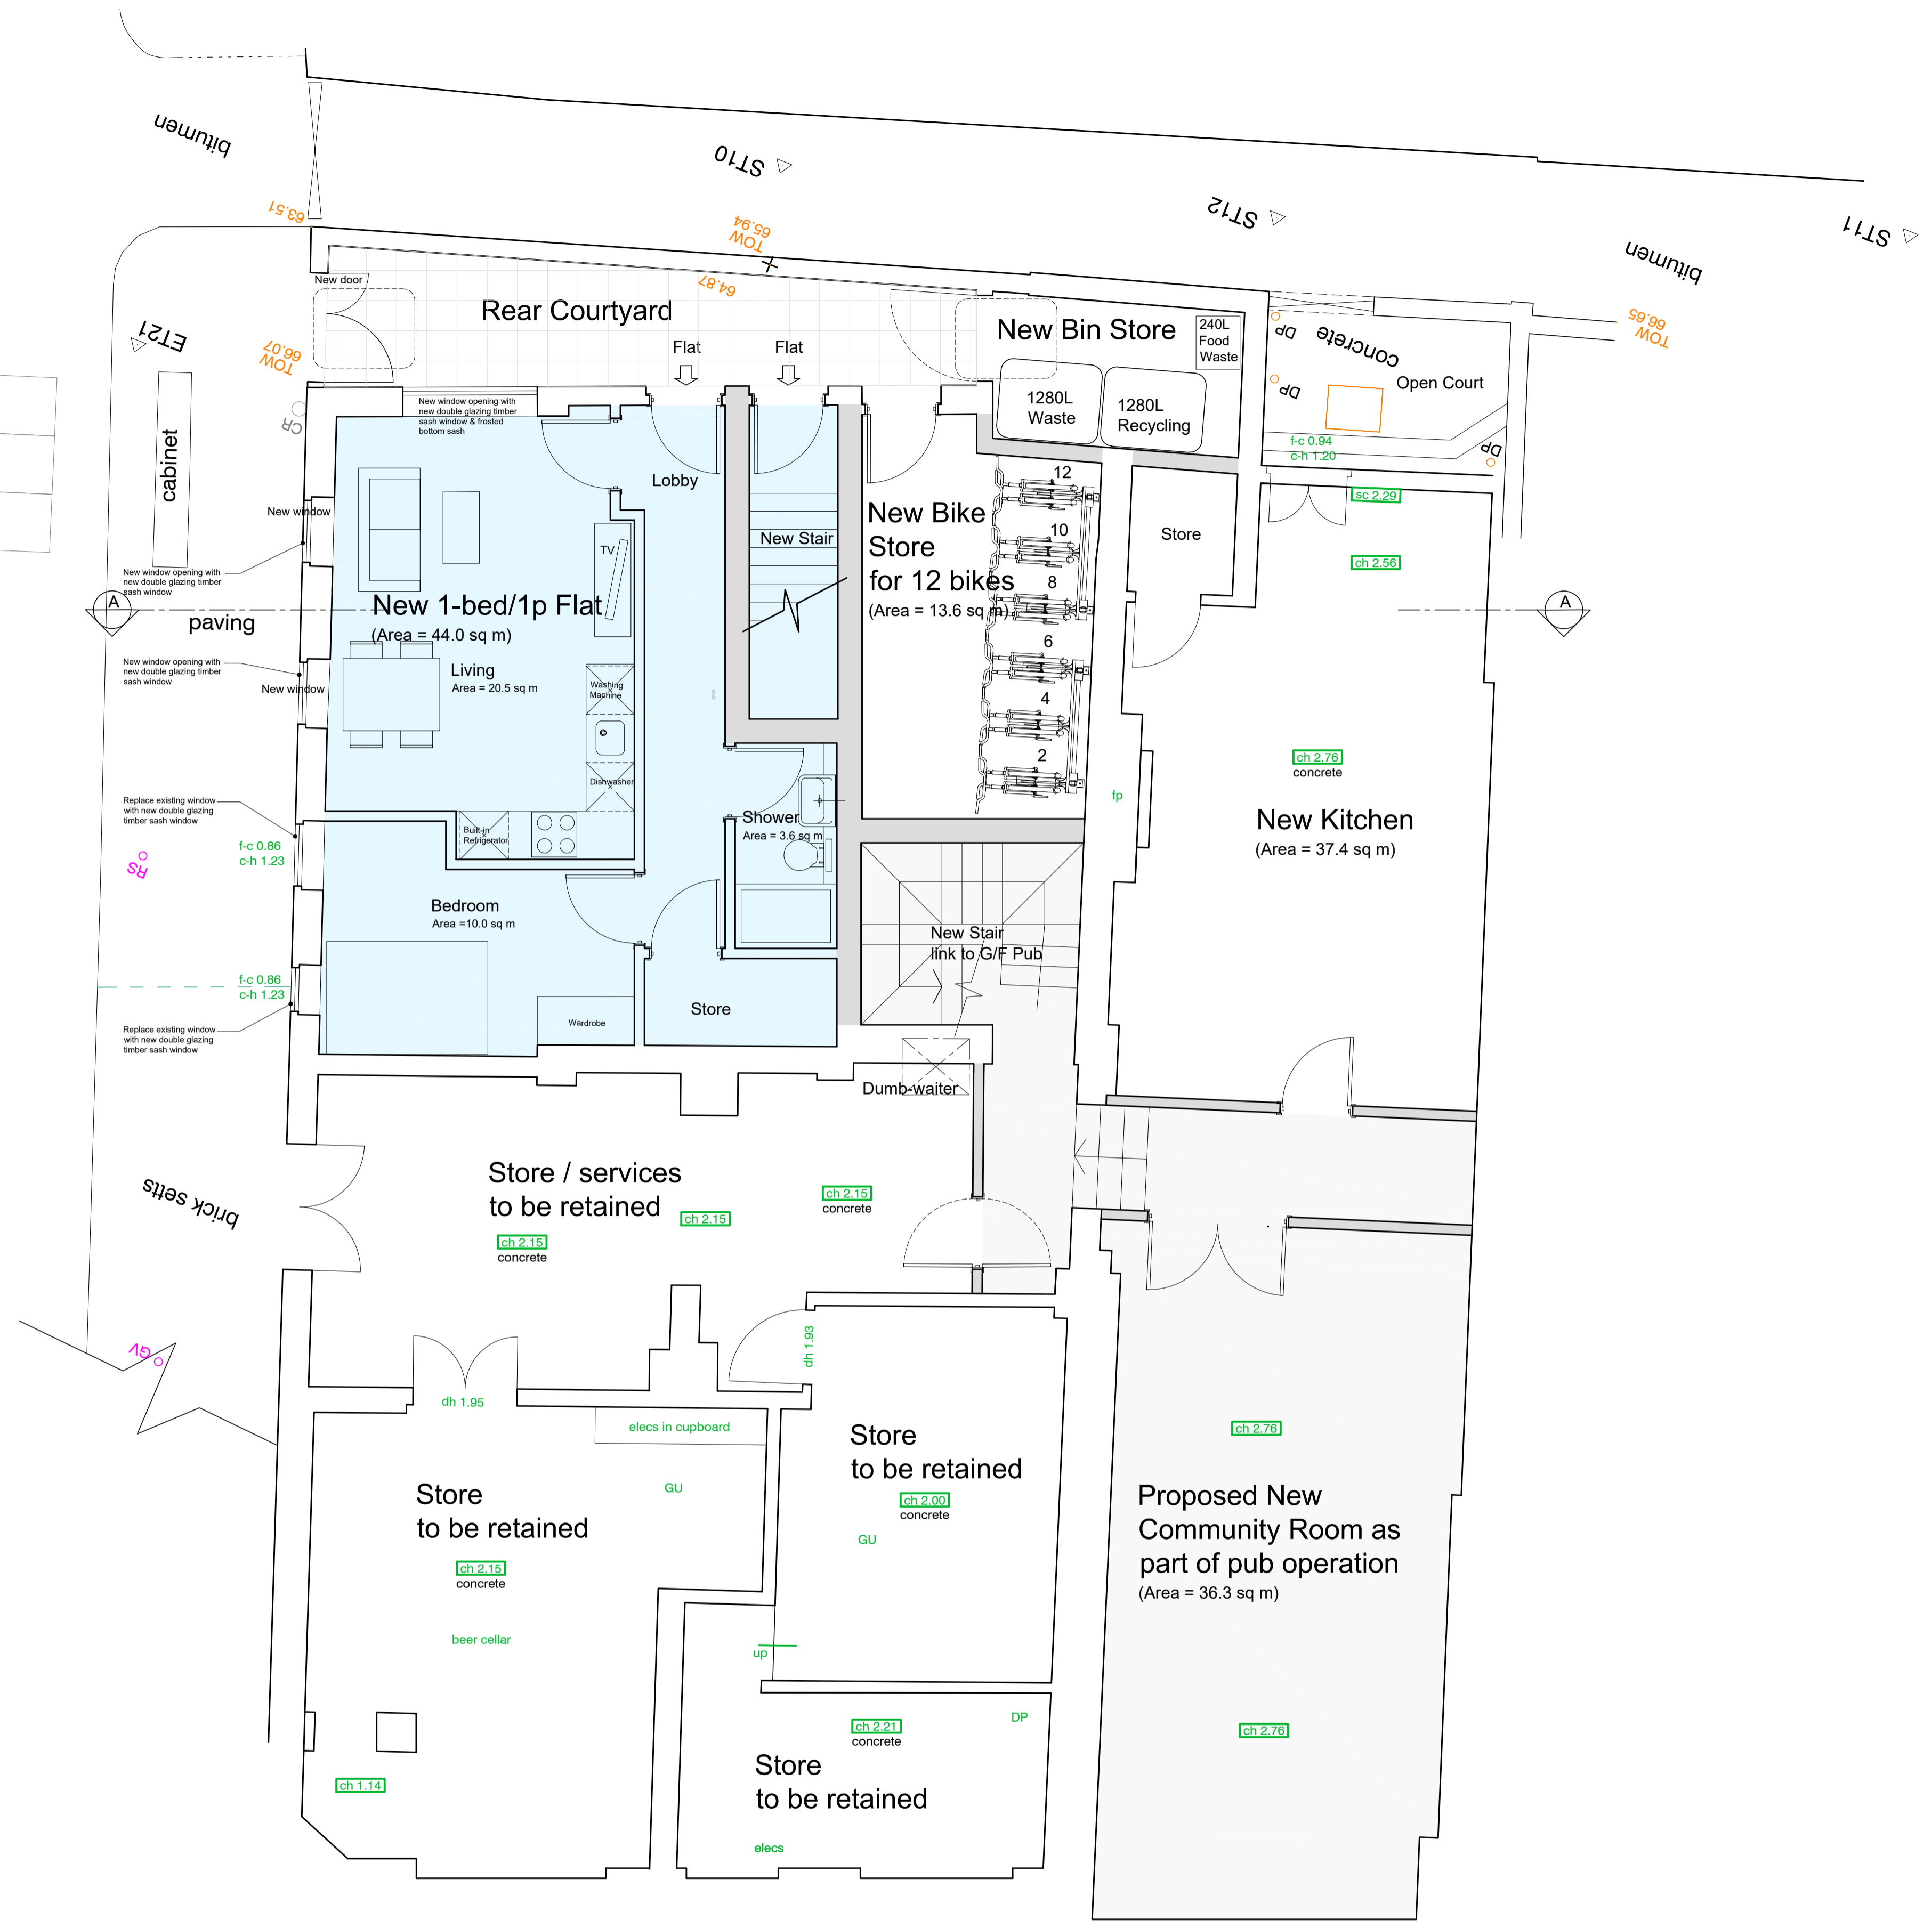 bitumen
ST10
ST12
ST11
bitumen
63.51
TOW
65.94
64.87
TOW
66.65
TOW
66.07
ET21
CR
cabinet
New door
Rear Courtyard
Flat
Flat
New Bin Store
240L
Food
Waste
1280L
Waste
1280L
Recycling
DP
concrete
DP
Open Court
DP
f-c 0.94
c-h 1.20
sc 2.29
ch 2.56
New window opening with
new double glazing timber
sash window & frosted
bottom sash
Lobby
New window
New window opening with
new double glazing timber
sash window
A
paving
TV
New Stair
New Bike
Store
for 12 bikes
(Area = 13.6 sq m)
12
10
8
6
4
2
Store
A
New 1-bed/1p Flat
(Area = 44.0 sq m)
Living
Area = 20.5 sq m
New window opening with
new double glazing timber
sash window
New window
Washing
Machine
Dishwasher
Built-in
Refrigerator
Replace existing window
with new double glazing
timber sash window
f-c 0.86
c-h 1.23
RS
Shower
Area = 3.6 sq m
fp
ch 2.76
concrete
New Kitchen
(Area = 37.4 sq m)
Bedroom
Area =10.0 sq m
New Stair
link to G/F Pub
f-c 0.86
c-h 1.23
Replace existing window
with new double glazing
timber sash window
Wardrobe
Store
Dumb-waiter
brick setts
Store / services
to be retained
ch 2.15
ch 2.15
concrete
ch 2.15
concrete
GV
dh 1.93
dh 1.95
elecs in cupboard
GU
Store
to be retained
ch 2.15
concrete
beer cellar
ch 1.14
Store
to be retained
ch 2.00
concrete
GU
up
ch 2.21
concrete
DP
Store
to be retained
elecs
ch 2.76
Proposed New
Community Room as
part of pub operation
(Area = 36.3 sq m)
ch 2.76